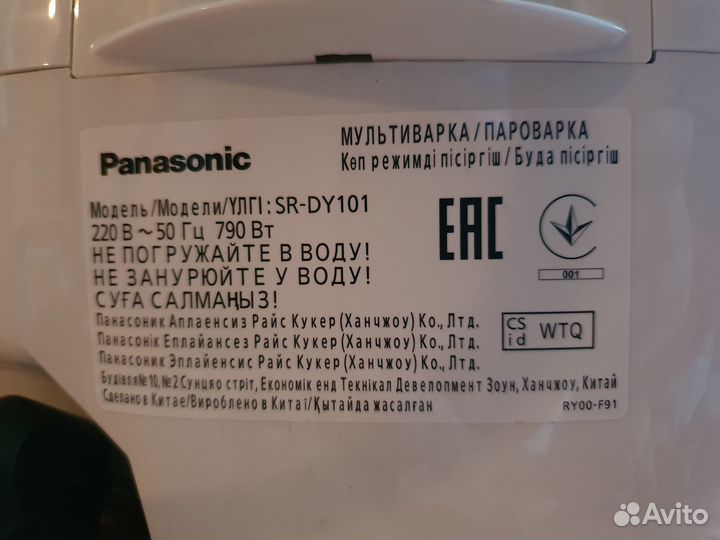 Panasonic
МУЛЬТИВАРКА/ПАРОВАРКА
Көп режимді пісіргіш/Буда пісіргіш
Модель/Модели/ҮЛГІ: SR-DY101
220 В ~ 50 Гц 790 Вт
НЕ ПОГРУЖАЙТЕ В ВОДУ!
НЕ ЗАНУРЮЙТЕ У ВОДУ!
СУҒА САЛМАҢЫЗ!
EAC
001
Панасоник Аплаенсиз Райс Кукер (Ханчжоу) Ко., Лтд.
Панасонік Еплайансез Райс Кукер (Ханчжоу) Ко., Лтд.
Панасоник Эплайенсис Райс Кукер (Ханчжоу) Ко., Лтд.
CS id WTQ
Будівля № 10, № 2 Сунцяо стріт, Економік енд Текнікал Девелопмент Зоун, Ханчжоу, Китай
Сделано в Китае/Вироблено в Китаї/Қытайда жасалған
RY00-F91
Avito